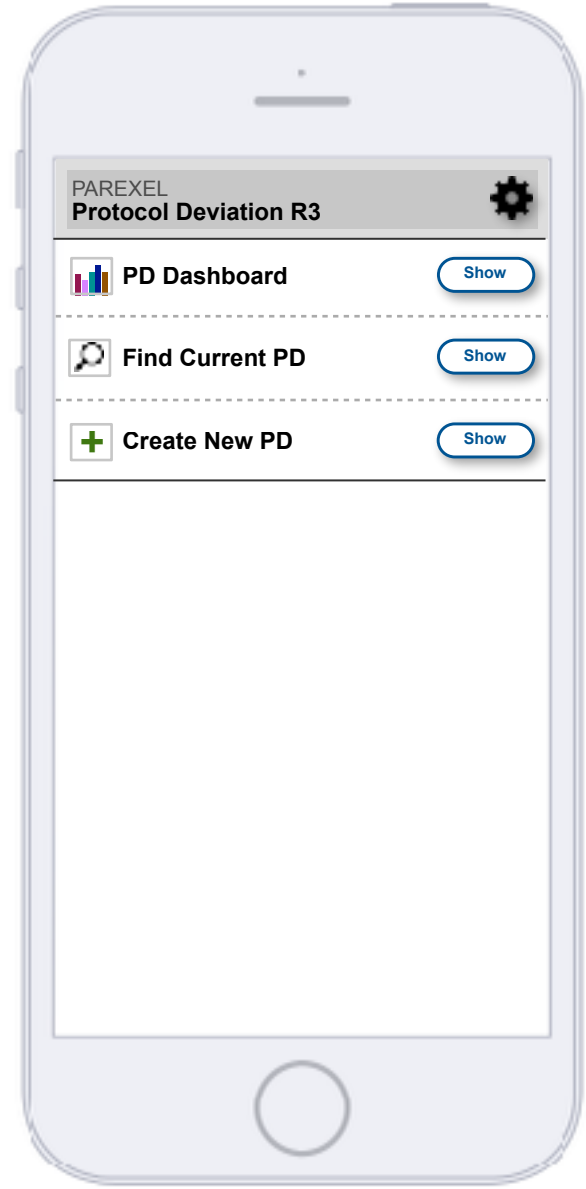 PAREXEL
Protocol Deviation R3
PD Dashboard
Show
Find Current PD
Show
Create New PD
Show